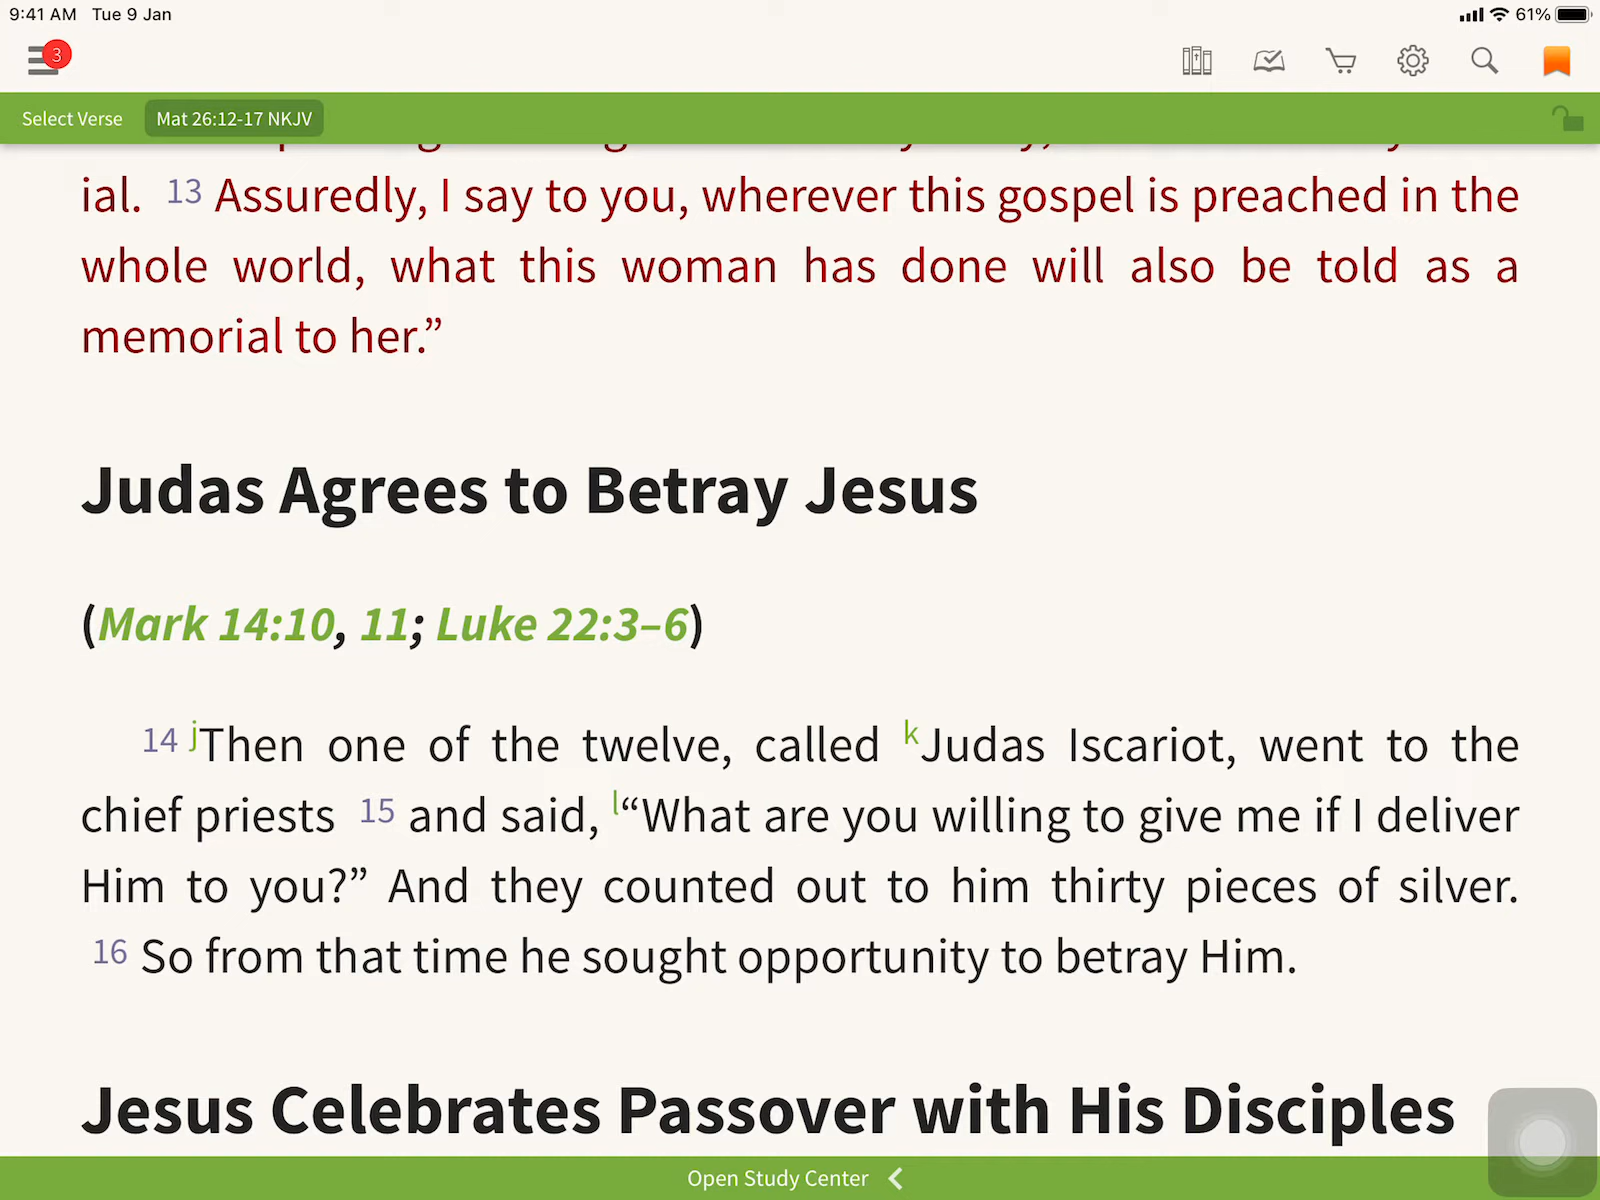 9:41 AM Tue 9 Jan 61%
3
Select Verse Mat 26:12-17 NKJV
ial. 13 Assuredly, I say to you, wherever this gospel is preached in the
whole world, what this woman has done will also be told as a
memorial to her.”
Judas Agrees to Betray Jesus
(Mark 14:10, 11; Luke 22:3–6)
14 jThen one of the twelve, called kJudas Iscariot, went to the
chief priests 15 and said, l“What are you willing to give me if I deliver
Him to you?” And they counted out to him thirty pieces of silver.
16 So from that time he sought opportunity to betray Him.
Jesus Celebrates Passover with His Disciples
Open Study Center